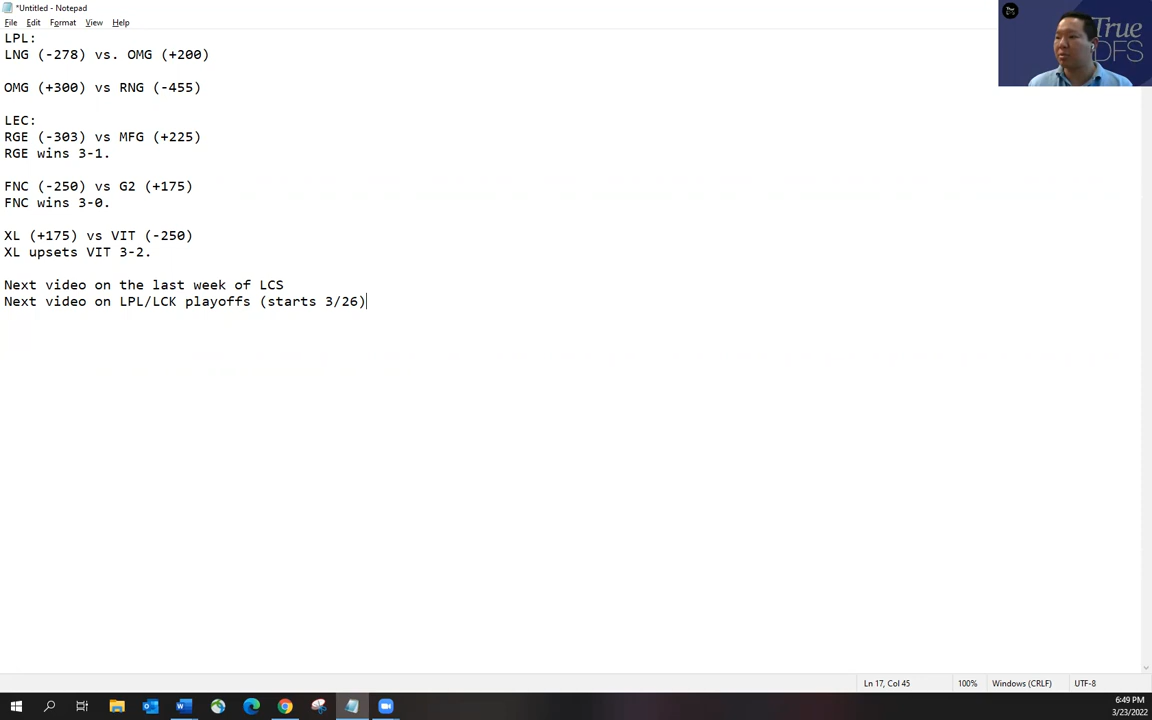 *Untitled - Notepad
File Edit Format View Help
LPL:
LNG (-278) vs. OMG (+200)
OMG (+300) vs RNG (-455)
LEC:
RGE (-303) vs MFG (+225)
RGE wins 3-1.
FNC (-250) vs G2 (+175)
FNC wins 3-0.
XL (+175) vs VIT (-250)
XL upsets VIT 3-2.
Next video on the last week of LCS
Next video on LPL/LCK playoffs (starts 3/26)
True
DFS
Ln 17, Col 45 100% Windows (CRLF) UTF-8
6:49 PM
3/23/2022